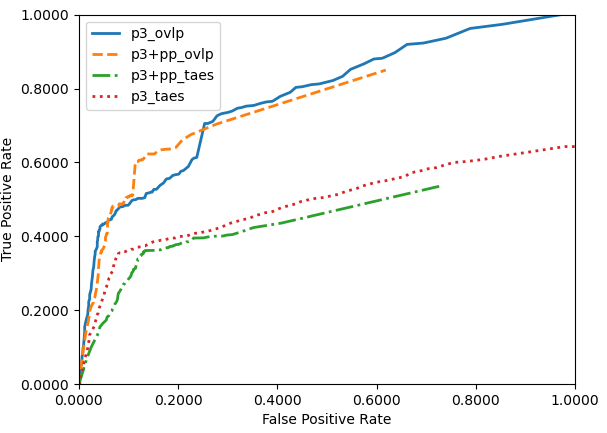 1.0000
0.8000
0.6000
0.4000
0.2000
0.0000
True Positive Rate
p3_ovlp
p3+pp_ovlp
p3+pp_taes
p3_taes
0.0000 0.2000 0.4000 0.6000 0.8000 1.0000
False Positive Rate